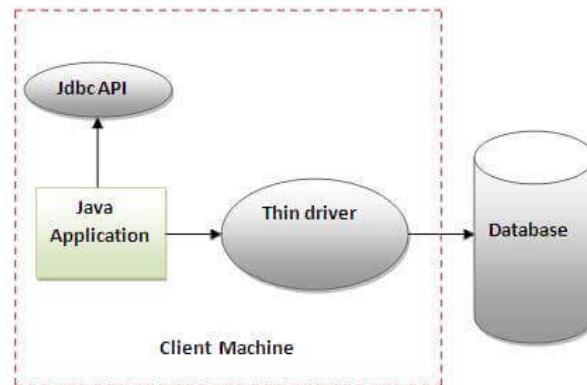 Jdbc API
Java
Application
Thin driver
Database
Client Machine